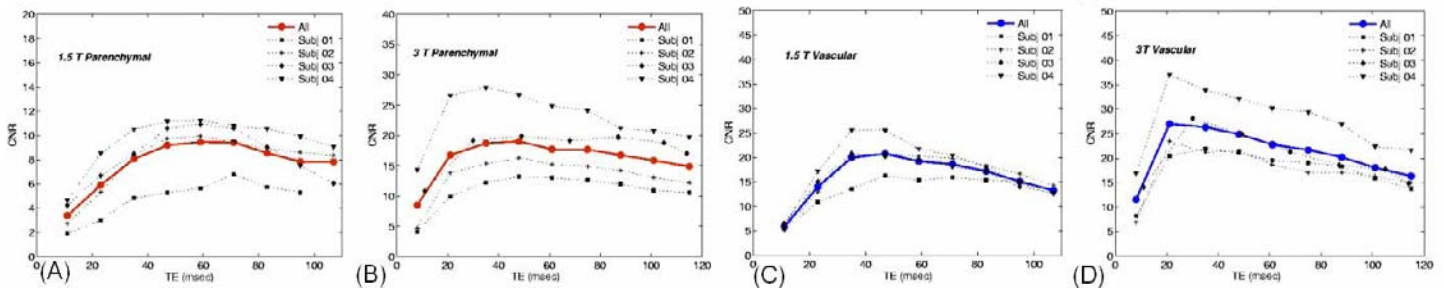 20
18
16
14
12
10
8
6
4
2
0
CNR
1.5 T Parenchymal
All
Subj 01
Subj 02
Subj 03
Subj 04
0 20 40 60 80 100
TE (msec)
(A)
40
35
30
25
20
15
10
5
0
CNR
3 T Parenchymal
All
Subj 01
Subj 02
Subj 03
Subj 04
0 20 40 60 80 100 120
TE (msec)
(B)
50
45
40
35
30
25
20
15
10
5
0
CNR
1.5 T Vascular
All
Subj 01
Subj 02
Subj 03
Subj 04
0 20 40 60 80 100
TE (msec)
(C)
50
45
40
35
30
25
20
15
10
5
0
CNR
3T Vascular
All
Subj 01
Subj 02
Subj 03
Subj 04
0 20 40 60 80 100 120
TE (msec)
(D)